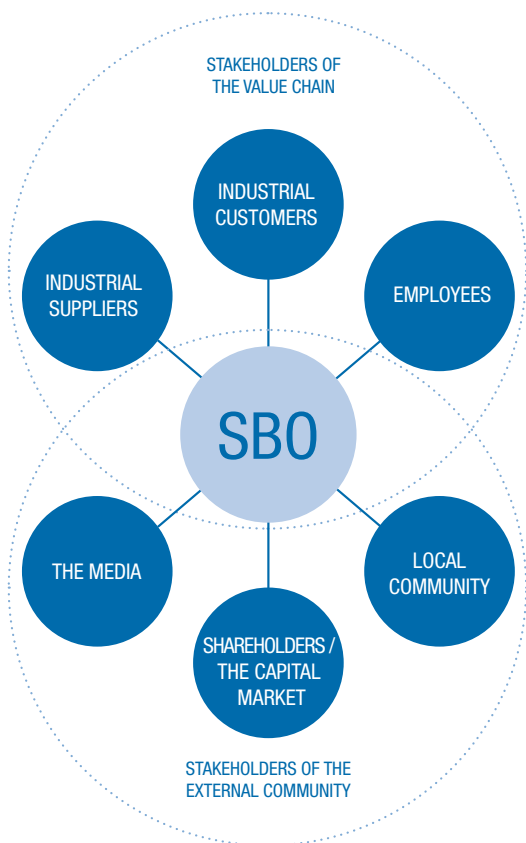 STAKEHOLDERS OF
THE VALUE CHAIN
INDUSTRIAL
CUSTOMERS
INDUSTRIAL
SUPPLIERS
EMPLOYEES
SBO
THE MEDIA
LOCAL
COMMUNITY
SHAREHOLDERS /
THE CAPITAL
MARKET
STAKEHOLDERS OF THE
EXTERNAL COMMUNITY